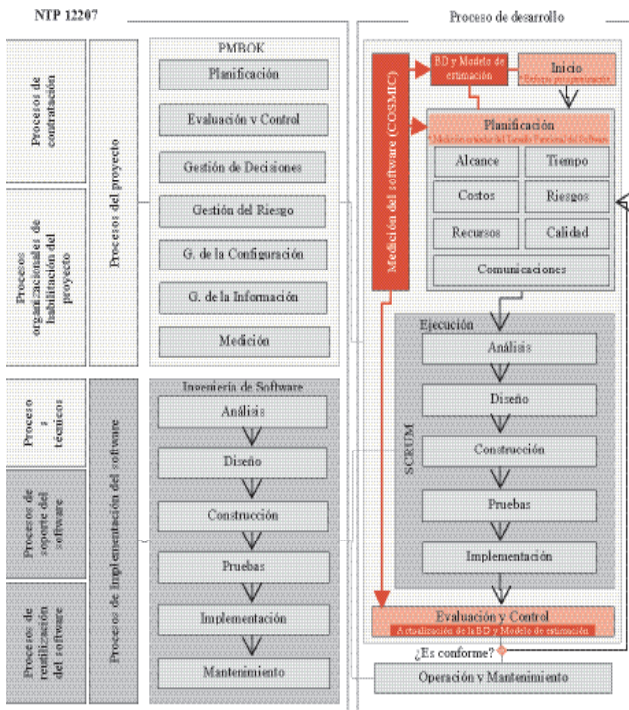 NTP 12207
Procesos de
contratación
Procesos
organizacionales de
habilitación del
proyecto
Proceso
s
técnicos
Procesos de
soporte del
software
Procesos de
reutilización
del software
Procesos del proyecto
Procesos de Implementación del software
PMBOK
Planificación
Evaluación y Control
Gestión de Decisiones
Gestión del Riesgo
G. de la Configuración
G. de la Información
Medición
Ingeniería de Software
Análisis
Diseño
Construcción
Pruebas
Implementación
Mantenimiento
Proceso de desarrollo
Medición del software (COSMIC)
BD y Modelo de
estimación
Inicio
Planificación
Alcance
Tiempo
Costos
Riesgos
Recursos
Calidad
Comunicaciones
Ejecución
SCRUM
Análisis
Diseño
Construcción
Pruebas
Implementación
Evaluación y Control
Actualización de la BD y Modelo de estimación
¿Es conforme?
Operación y Mantenimiento